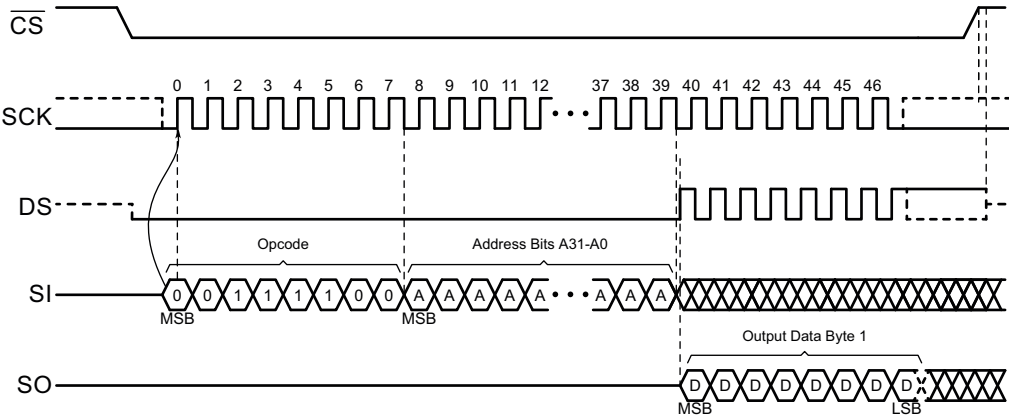 CS
0 1 2 3 4 5 6 7 8 9 10 11 12 37 38 39 40 41 42 43 44 45 46
SCK
DS
Opcode Address Bits A31-A0
SI 0 0 1 1 1 1 0 0 A A A A A A A A
MSB MSB
Output Data Byte 1
SO D D D D D D D D
MSB LSB